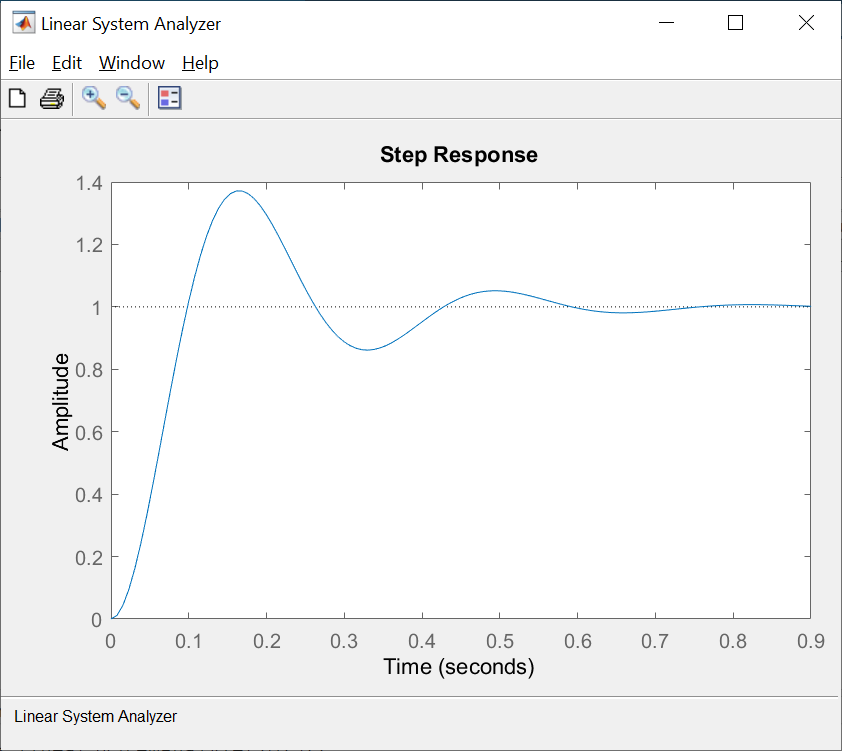 Linear System Analyzer
File Edit Window Help
Step Response
1.4
1.2
1
0.8
0.6
0.4
0.2
0
Amplitude
0 0.1 0.2 0.3 0.4 0.5 0.6 0.7 0.8 0.9
Time (seconds)
Linear System Analyzer